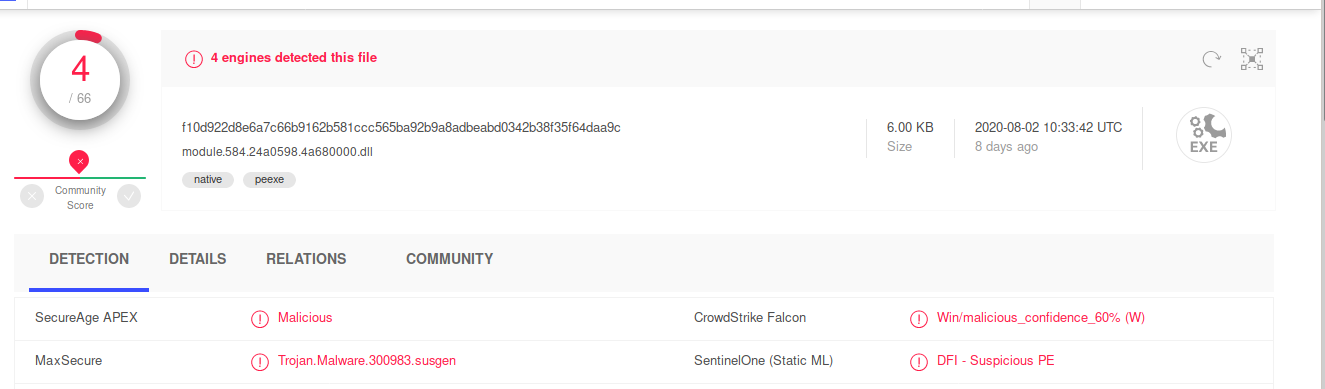 4
/ 66
Community
Score
4 engines detected this file
f10d922d8e6a7c66b9162b581ccc565ba92b9a8adbeabd0342b38f35f64daa9c
module.584.24a0598.4a680000.dll
native peexe
6.00 KB
Size
2020-08-02 10:33:42 UTC
8 days ago
EXE
DETECTION DETAILS RELATIONS COMMUNITY
SecureAge APEX Malicious CrowdStrike Falcon Win/malicious_confidence_60% (W)
MaxSecure Trojan.Malware.300983.susgen SentinelOne (Static ML) DFI - Suspicious PE